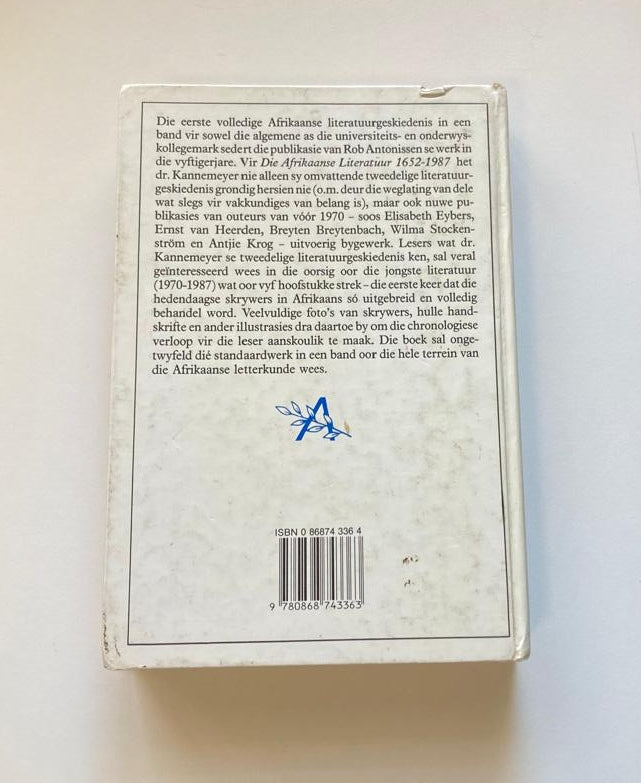 Die eerste volledige Afrikaanse literatuurgeskiedenis in een
band vir sowel die algemene as die universiteits- en onderwys-
kollegemark sedert die publikasie van Rob Antonissen se werk in
die vyftigerjare. Vir Die Afrikaanse Literatuur 1652-1987 het
dr. Kannemeyer nie alleen sy omvattende tweedelige literatuur-
geskiedenis grondig hersien nie (o.m. deur die weglating van dele
wat slegs vir vakkundiges van belang is), maar ook nuwe pu-
blikasies van outeurs van vóór 1970 – soos Elisabeth Eybers,
Ernst van Heerden, Breyten Breytenbach, Wilma Stocken-
ström en Antjie Krog – uitvoerig bygewerk. Lesers wat dr.
Kannemeyer se tweedelige literatuurgeskiedenis ken, sal veral
geïnteresseerd wees in die oorsig oor die jongste literatuur
(1970-1987) wat oor vyf hoofstukke strek – die eerste keer dat die
hedendaagse skrywers in Afrikaans só uitgebreid en volledig
behandel word. Veelvuldige foto's van skrywers, hulle hand-
skrifte en ander illustrasies dra daartoe by om die chronologiese
verloop vir die leser aanskoulik te maak. Die boek sal onge-
twyfeld dié standaardwerk in een band oor die hele terrein van
die Afrikaanse letterkunde wees.
A
ISBN 0 86874 336 4
9 780868 743363